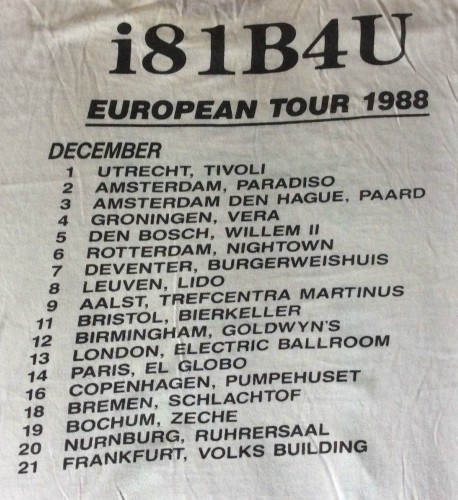 i81B4U
EUROPEAN TOUR 1988
DECEMBER
1 UTRECHT, TIVOLI
2 AMSTERDAM, PARADISO
3 AMSTERDAM DEN HAGUE, PAARD
4 GRONINGEN, VERA
5 DEN BOSCH, WILLEM II
6 ROTTERDAM, NIGHTOWN
7 DEVENTER, BURGERWEISHUIS
8 LEUVEN, LIDO
9 AALST, TREFCENTRA MARTINUS
11 BRISTOL, BIERKELLER
12 BIRMINGHAM, GOLDWYN'S
13 LONDON, ELECTRIC BALLROOM
14 PARIS, EL GLOBO
16 COPENHAGEN, PUMPEHUSET
18 BREMEN, SCHLACHTOF
19 BOCHUM, ZECHE
20 NURNBURG, RUHRERSAAL
21 FRANKFURT, VOLKS BUILDING